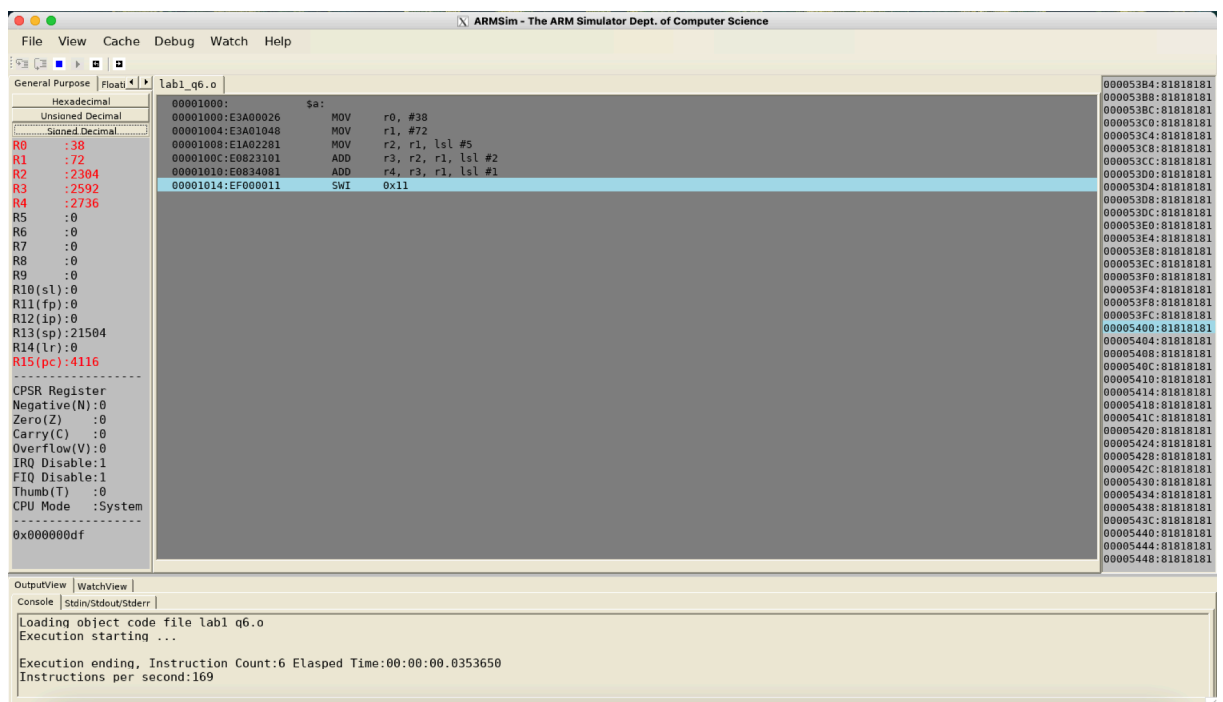 ARMSim - The ARM Simulator Dept. of Computer Science
File View Cache Debug Watch Help
General Purpose Floati
Hexadecimal
Unsigned Decimal
Signed Decimal
R0 :38
R1 :72
R2 :2304
R3 :2592
R4 :2736
R5 :0
R6 :0
R7 :0
R8 :0
R9 :0
R10(sl):0
R11(fp):0
R12(ip):0
R13(sp):21504
R14(lr):0
R15(pc):4116
------------------
CPSR Register
Negative(N):0
Zero(Z) :0
Carry(C) :0
Overflow(V):0
IRQ Disable:1
FIQ Disable:1
Thumb(T) :0
CPU Mode :System
------------------
0x000000df
lab1_q6.o
00001000: $a:
00001000:E3A00026 MOV r0, #38
00001004:E3A01048 MOV r1, #72
00001008:E1A02281 MOV r2, r1, lsl #5
0000100C:E0823101 ADD r3, r2, r1, lsl #2
00001010:E0834081 ADD r4, r3, r1, lsl #1
00001014:EF000011 SWI 0x11
000053B4:81818181
000053B8:81818181
000053BC:81818181
000053C0:81818181
000053C4:81818181
000053C8:81818181
000053CC:81818181
000053D0:81818181
000053D4:81818181
000053D8:81818181
000053DC:81818181
000053E0:81818181
000053E4:81818181
000053E8:81818181
000053EC:81818181
000053F0:81818181
000053F4:81818181
000053F8:81818181
000053FC:81818181
00005400:81818181
00005404:81818181
00005408:81818181
0000540C:81818181
00005410:81818181
00005414:81818181
00005418:81818181
0000541C:81818181
00005420:81818181
00005424:81818181
00005428:81818181
0000542C:81818181
00005430:81818181
00005434:81818181
00005438:81818181
0000543C:81818181
00005440:81818181
00005444:81818181
00005448:81818181
OutputView WatchView
Console Stdin/Stdout/Stderr
Loading object code file lab1_q6.o
Execution starting ...
Execution ending, Instruction Count:6 Elasped Time:00:00:00.0353650
Instructions per second:169